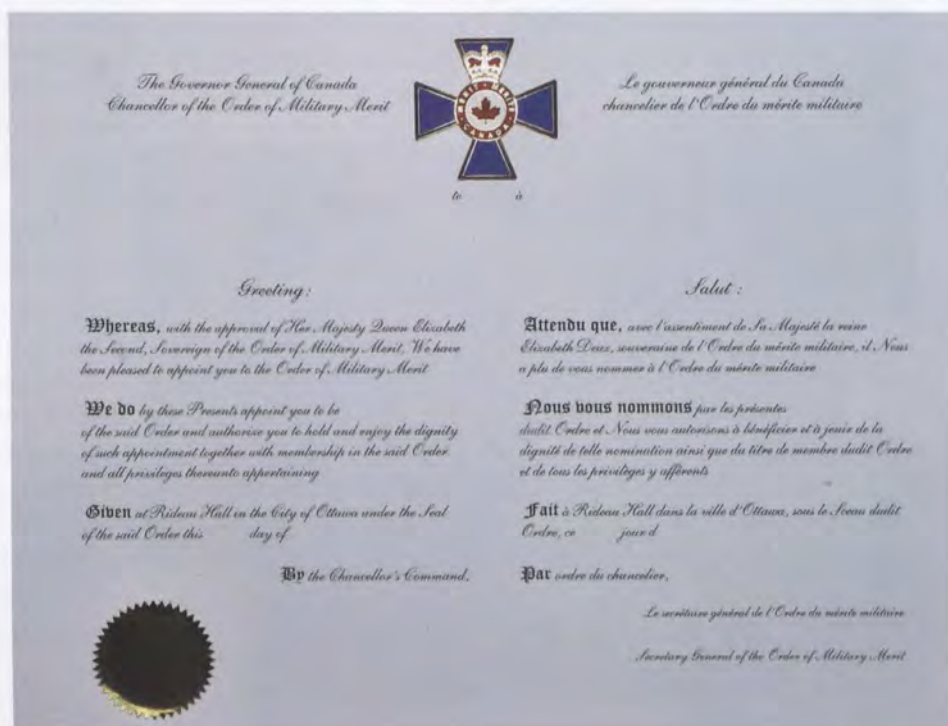 The Governor General of Canada
Chancellor of the Order of Military Merit
Le gouverneur général du Canada
chancelier de l'Ordre du mérite militaire
MERIT · MÉRITE
CANADA
to à
Greeting:
Whereas, with the approval of Her Majesty Queen Elizabeth
the Second, Sovereign of the Order of Military Merit, We have
been pleased to appoint you to the Order of Military Merit
We do by these Presents appoint you to be
of the said Order and authorize you to hold and enjoy the dignity
of such appointment together with membership in the said Order
and all privileges thereunto appertaining
Given at Rideau Hall in the City of Ottawa under the Seal
of the said Order this day of
By the Chancellor's Command,
Salut :
Attendu que, avec l'assentiment de Sa Majesté la reine
Elizabeth Deux, souveraine de l'Ordre du mérite militaire, il Nous
a plu de vous nommer à l'Ordre du mérite militaire
Nous vous nommons par les présentes
dudit Ordre et Nous vous autorisons à bénéficier et à jouir de la
dignité de telle nomination ainsi que du titre de membre dudit Ordre
et de tous les privilèges y afférents
Fait à Rideau Hall dans la ville d'Ottawa, sous le Sceau dudit
Ordre, ce jour d
Par ordre du chancelier,
Le secrétaire général de l'Ordre du mérite militaire
Secretary General of the Order of Military Merit